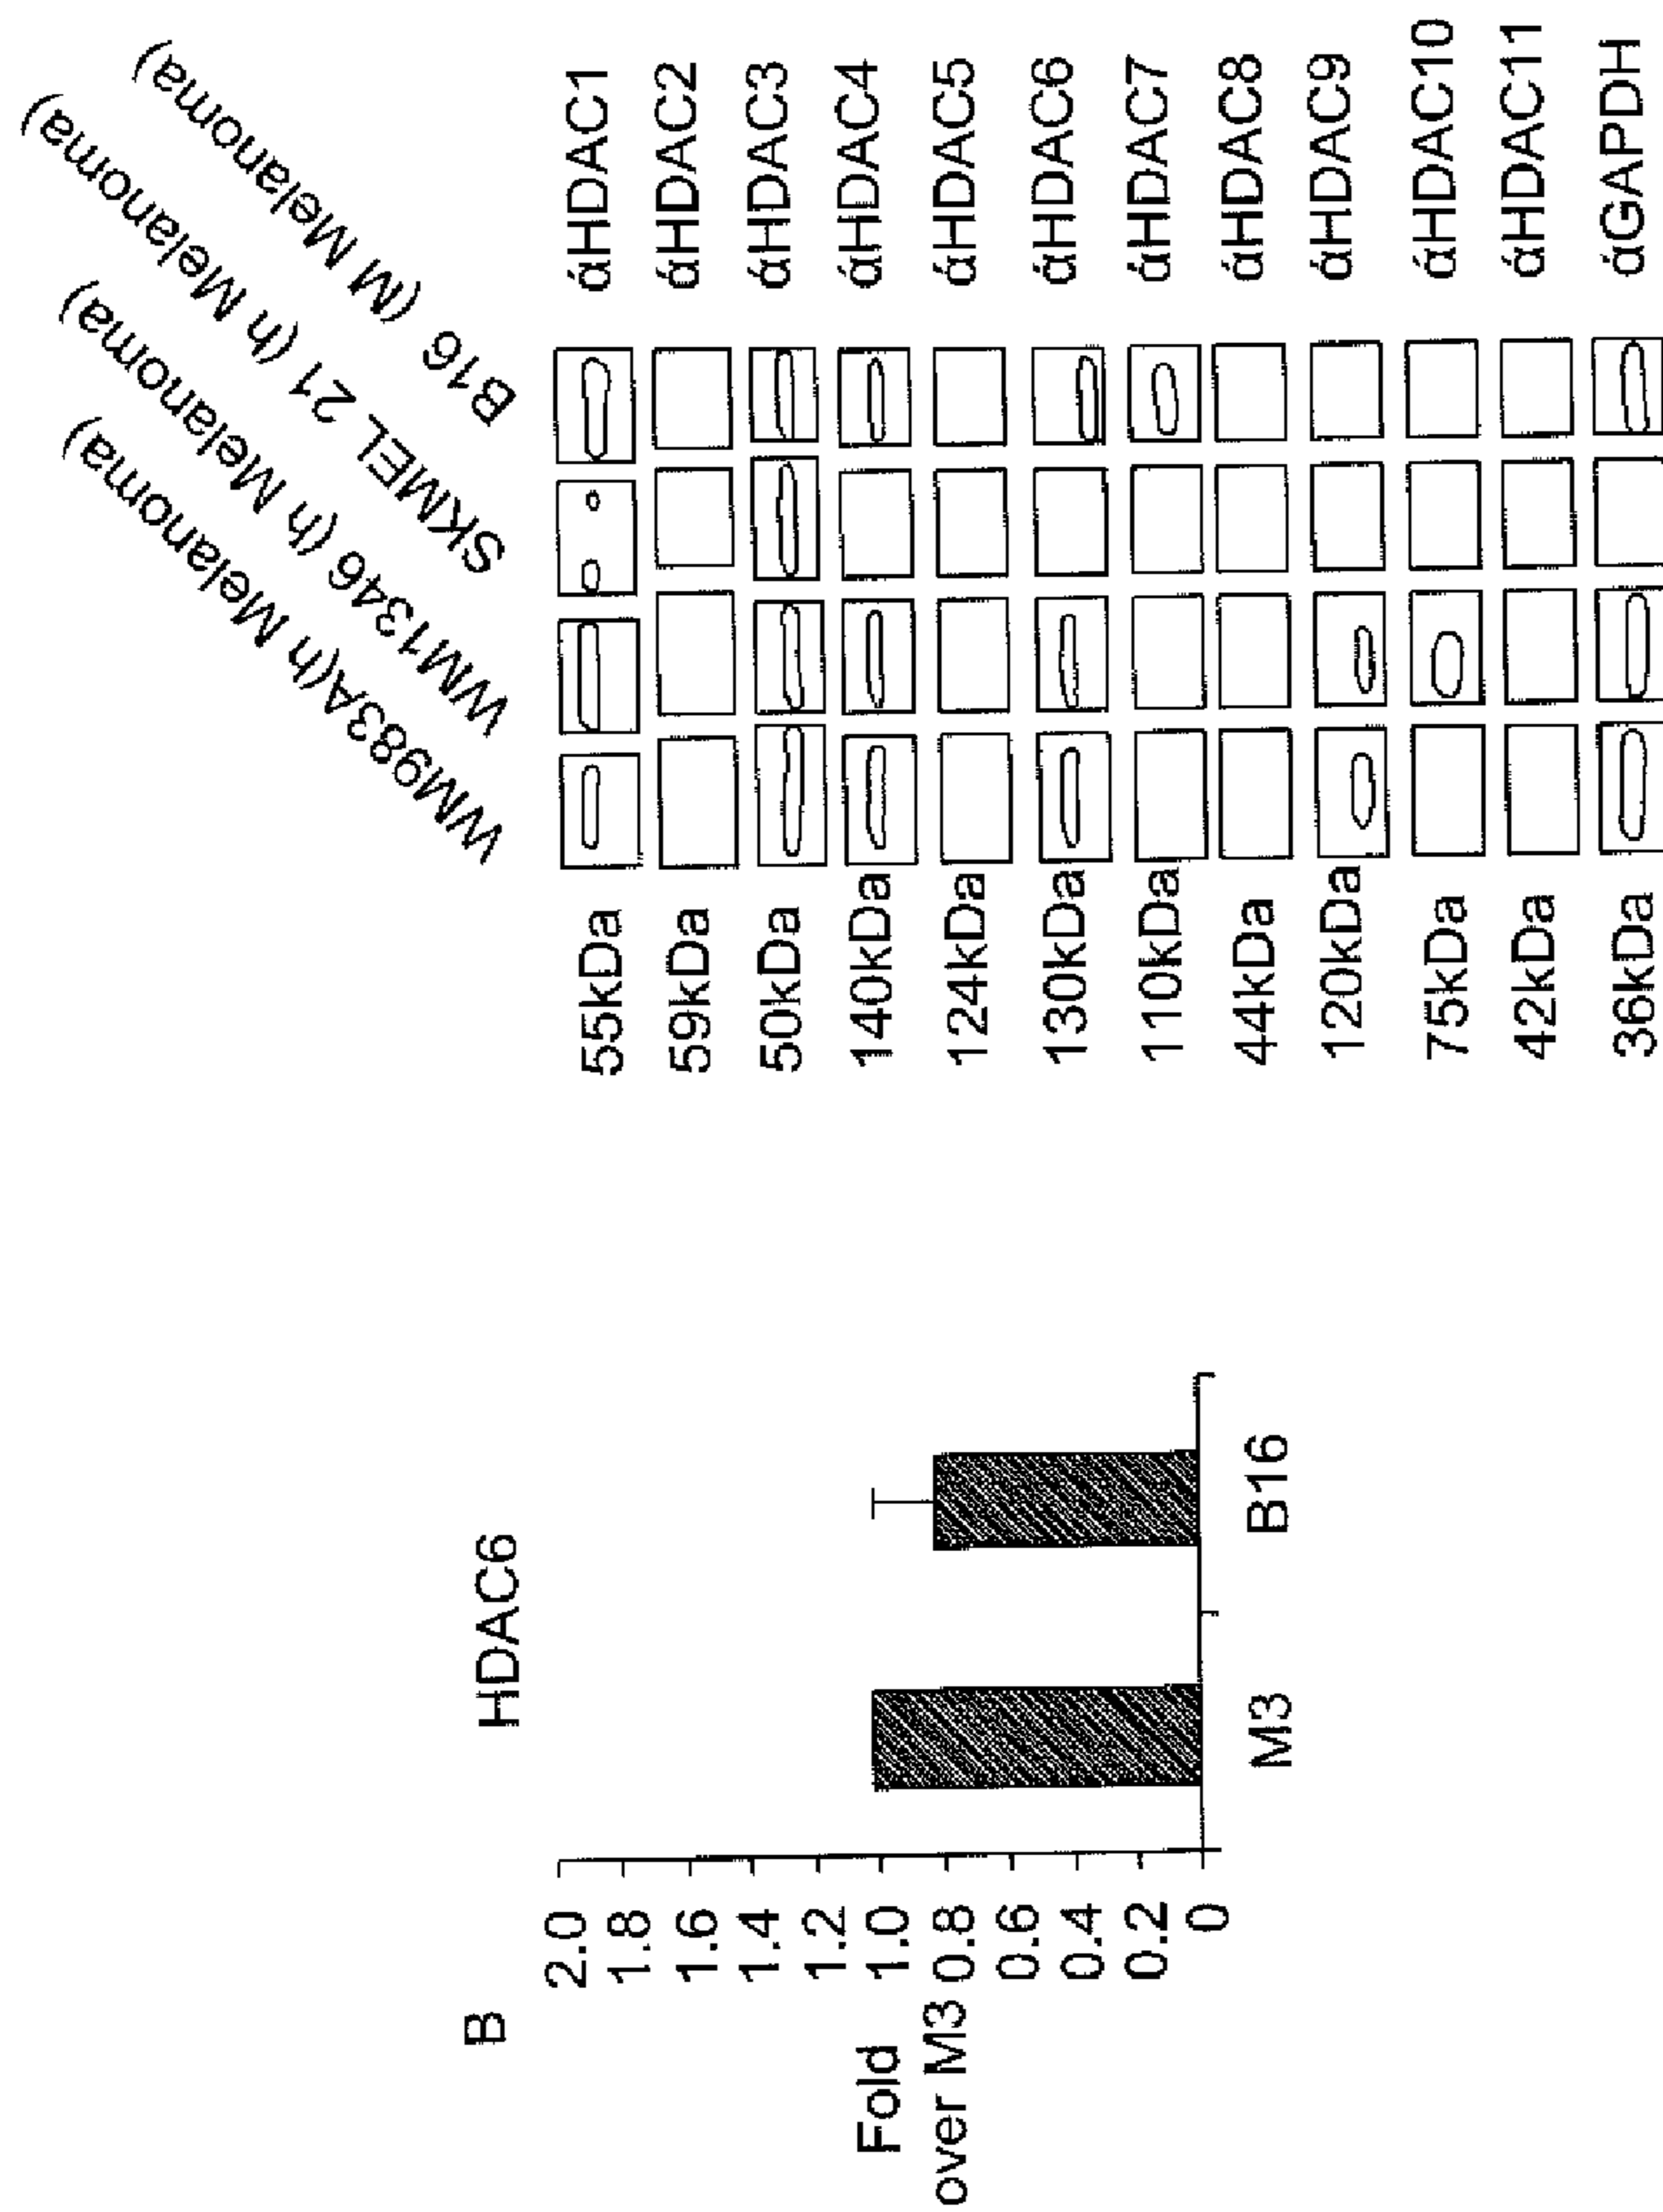 B
HDAC6
2.0
1.8
1.6
1.4
1.2
1.0
0.8
0.6
0.4
0.2
0
Fold
over M3
M3
B16
WM983A(h Melanorma)
WM1346 (h Melanorma)
SKMEL 21 (h Melanorma)
B16 (M Melanoma)
55kDa áHDAC1
59kDa áHDAC2
50kDa áHDAC3
140kDa áHDAC4
124kDa áHDAC5
130kDa áHDAC6
110kDa áHDAC7
44kDa áHDAC8
120kDa áHDAC9
75kDa áHDAC10
42kDa áHDAC11
36kDa áGAPDH